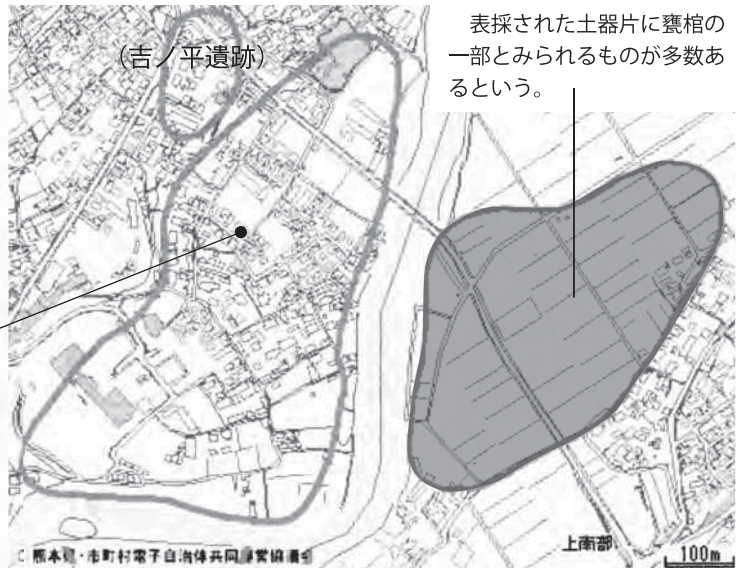 表採された土器片に甕棺の
一部とみられるものが多数あ
るという。
(吉ノ平遺跡)
上南部
100m
熊本県・市町村電子自治体共同運営協議会